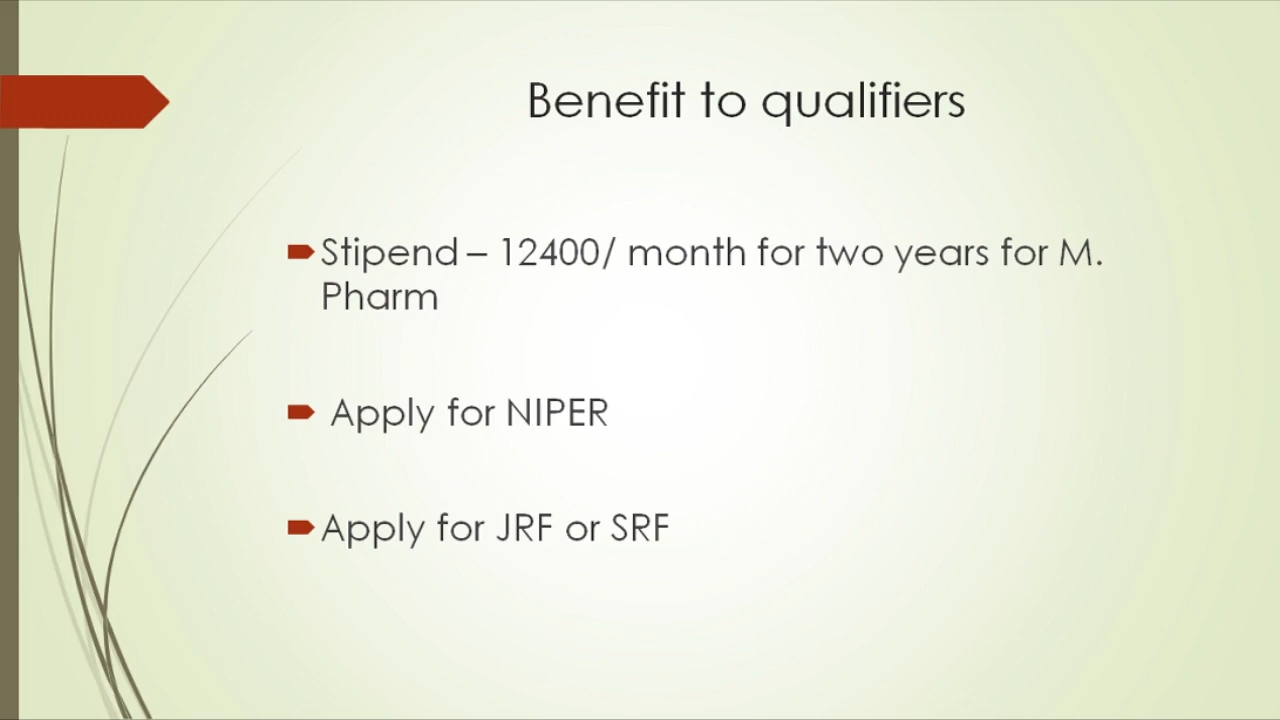 Benefit to qualifiers
Stipend – 12400/ month for two years for M.
Pharm
Apply for NIPER
Apply for JRF or SRF